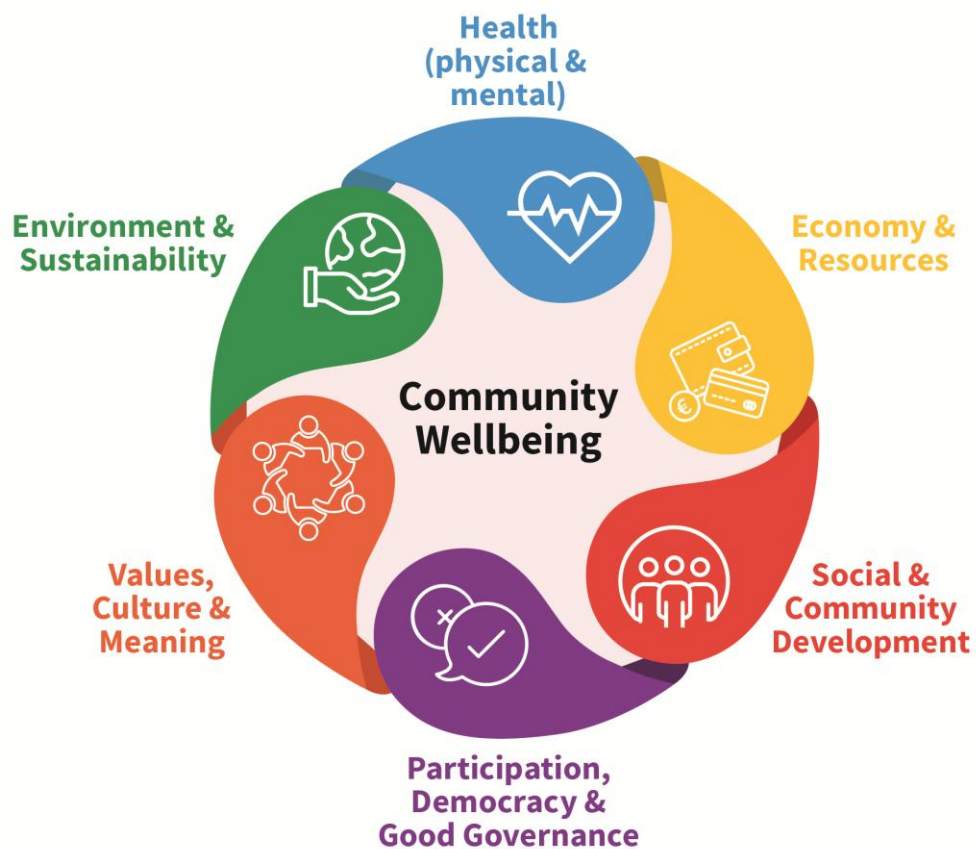 Health
(physical &
mental)
Environment &
Sustainability
Economy &
Resources
Community
Wellbeing
Values,
Culture &
Meaning
Social &
Community
Development
Participation,
Democracy &
Good Governance
€